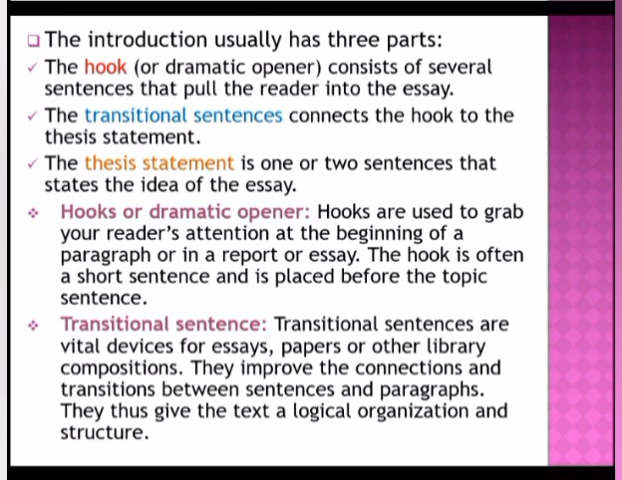 The introduction usually has three parts:
The hook (or dramatic opener) consists of several
sentences that pull the reader into the essay.
The transitional sentences connects the hook to the
thesis statement.
The thesis statement is one or two sentences that
states the idea of the essay.
Hooks or dramatic opener: Hooks are used to grab
your reader's attention at the beginning of a
paragraph or in a report or essay. The hook is often
a short sentence and is placed before the topic
sentence.
Transitional sentence: Transitional sentences are
vital devices for essays, papers or other library
compositions. They improve the connections and
transitions between sentences and paragraphs.
They thus give the text a logical organization and
structure.